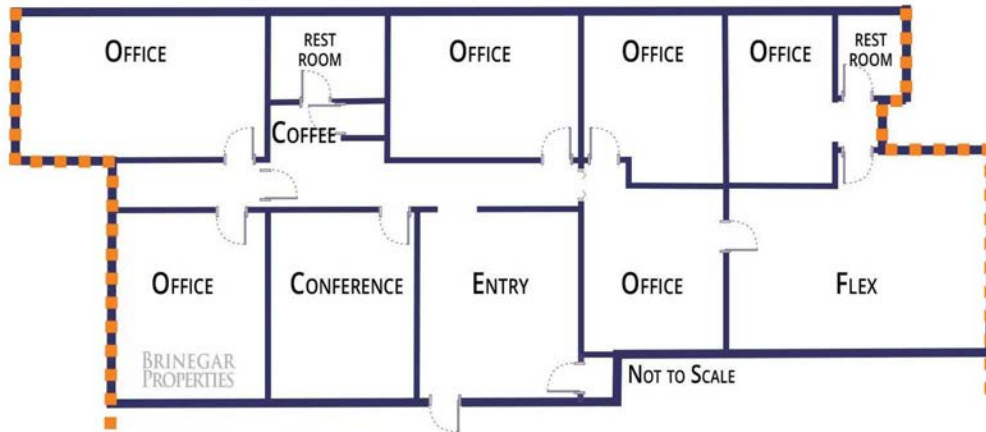 OFFICE
REST
ROOM
OFFICE
OFFICE
OFFICE
REST
ROOM
COFFEE
OFFICE
CONFERENCE
ENTRY
OFFICE
FLEX
BRINEGAR
PROPERTIES
NOT TO SCALE